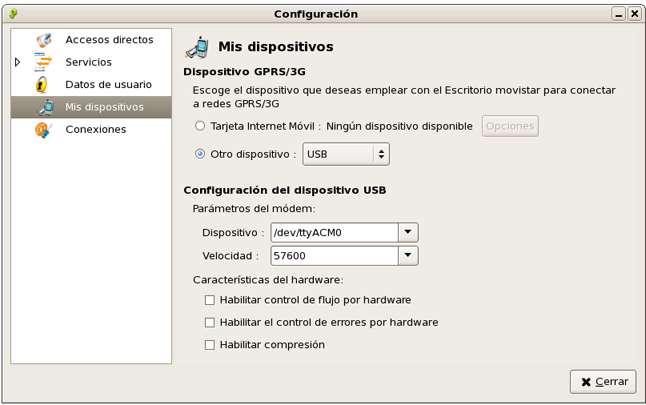 Configuración
Accesos directos
Servicios
Datos de usuario
Mis dispositivos
Conexiones
Mis dispositivos
Dispositivo GPRS/3G
Escoge el dispositivo que deseas emplear con el Escritorio movistar para conectar
a redes GPRS/3G
Tarjeta Internet Móvil : Ningún dispositivo disponible Opciones
Otro dispositivo : USB
Configuración del dispositivo USB
Parámetros del módem:
Dispositivo : /dev/ttyACM0
Velocidad : 57600
Características del hardware:
Habilitar control de flujo por hardware
Habilitar el control de errores por hardware
Habilitar compresión
Cerrar